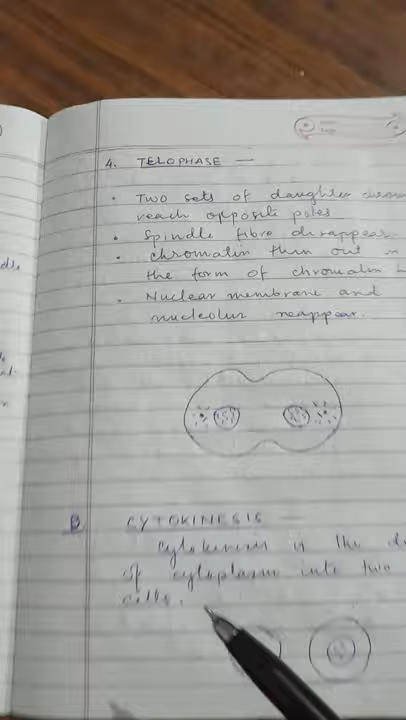 4. TELOPHASE —
• Two sets of daughter
reach opposite poles
• Spindle fibre disappear
• chromatin thin out
the form of chromatin
• Nuclear membrane and
nucleolus reappear.
B CYTOKINESIS —
cytokinesis is the
of cytoplasm into two
cells.